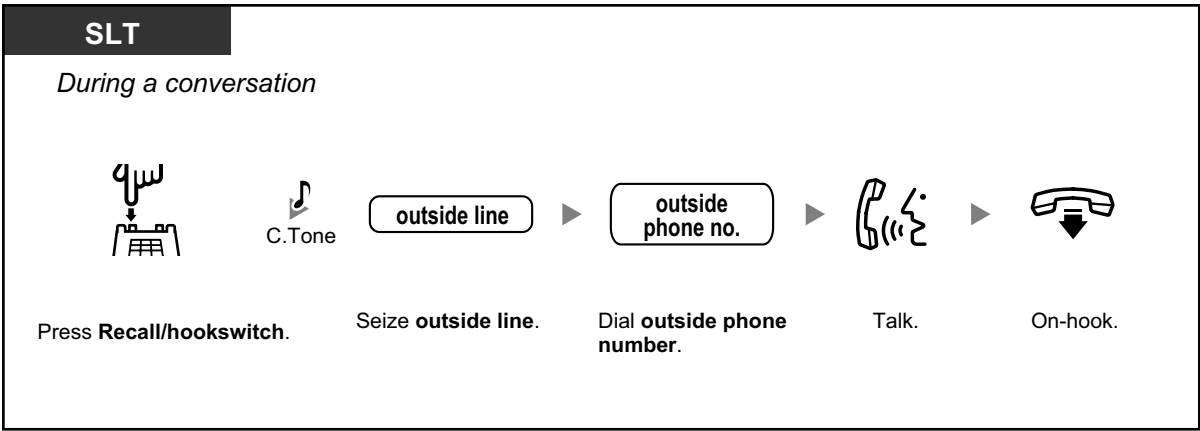 SLT
During a conversation
C.Tone
outside line
outside
phone no.
Press Recall/hookswitch.
Seize outside line.
Dial outside phone
number.
Talk.
On-hook.